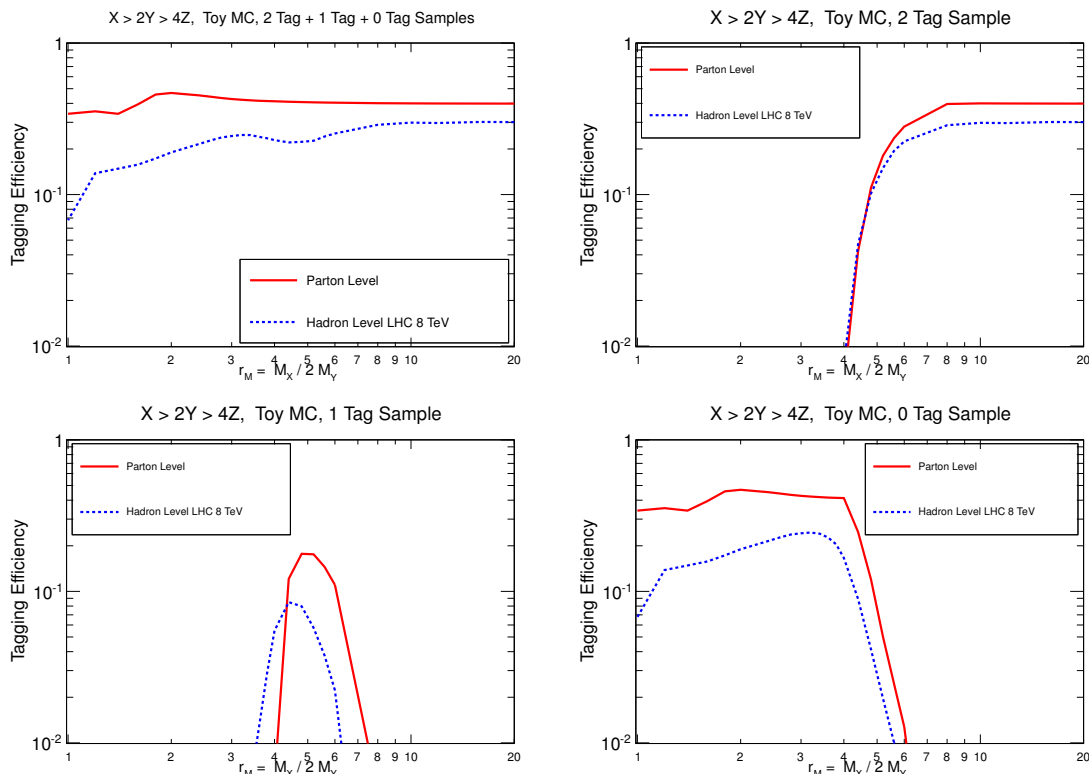 X > 2Y > 4Z, Toy MC, 2 Tag + 1 Tag + 0 Tag Samples
1
10^-1
10^-2
Tagging Efficiency
Parton Level
Hadron Level LHC 8 TeV
1 2 3 4 5 6 7 8 9 10 20
r_M = M_X / 2 M_Y
X > 2Y > 4Z, Toy MC, 2 Tag Sample
1
10^-1
10^-2
Tagging Efficiency
Parton Level
Hadron Level LHC 8 TeV
1 2 3 4 5 6 7 8 9 10 20
r_M = M_X / 2 M_Y
X > 2Y > 4Z, Toy MC, 1 Tag Sample
1
10^-1
10^-2
Tagging Efficiency
Parton Level
Hadron Level LHC 8 TeV
1 2 3 4 5 6 7 8 9 10 20
r_M = M_X / 2 M_Y
X > 2Y > 4Z, Toy MC, 0 Tag Sample
1
10^-1
10^-2
Tagging Efficiency
Parton Level
Hadron Level LHC 8 TeV
1 2 3 4 5 6 7 8 9 10 20
r_M = M_X / 2 M_Y